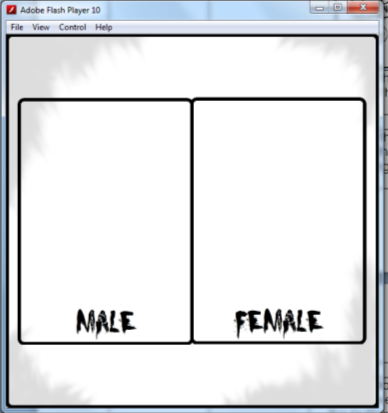 Adobe Flash Player 10
File View Control Help
MALE FEMALE